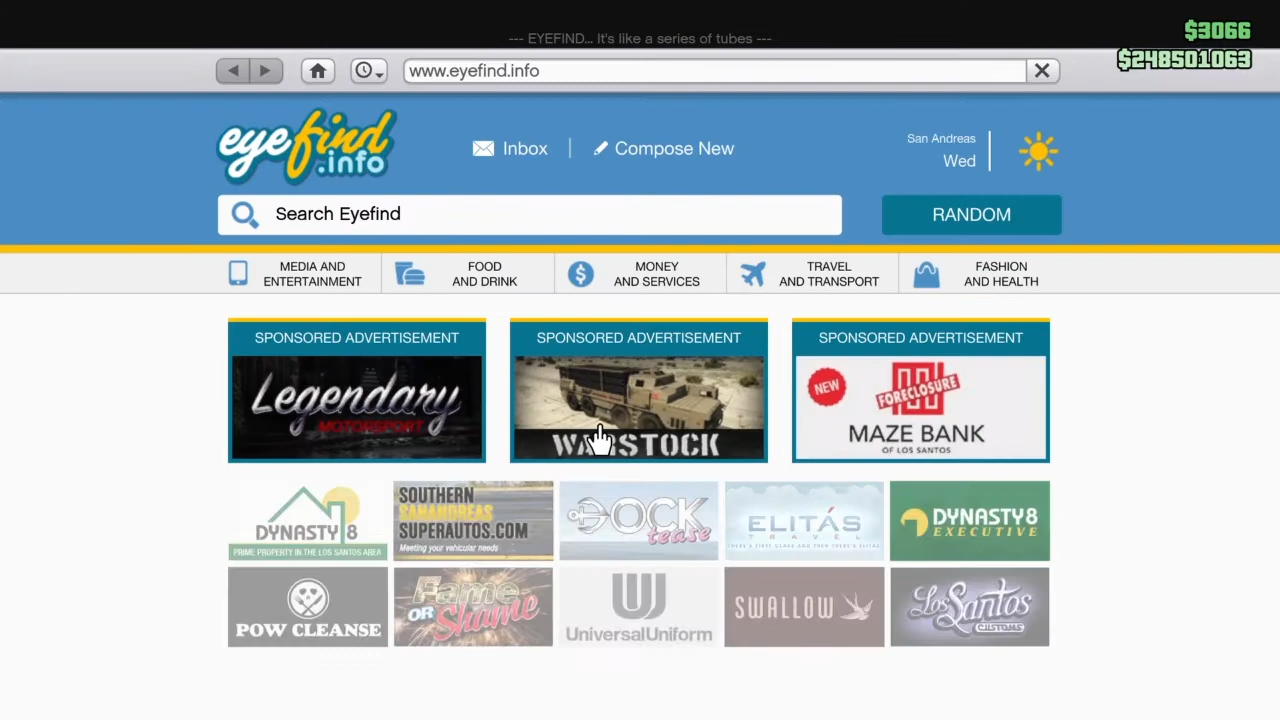 --- EYEFIND... It's like a series of tubes ---
$3066
$248501063
www.eyefind.info
eyefind
.info
Inbox
Compose New
San Andreas
Wed
Search Eyefind
RANDOM
MEDIA AND
ENTERTAINMENT
FOOD
AND DRINK
MONEY
AND SERVICES
TRAVEL
AND TRANSPORT
FASHION
AND HEALTH
SPONSORED ADVERTISEMENT
Legendary
MOTORSPORT
SPONSORED ADVERTISEMENT
WARSTOCK
SPONSORED ADVERTISEMENT
NEW
FORECLOSURE
MAZE BANK
OF LOS SANTOS
DYNASTY 8
PRIME PROPERTY IN THE LOS SANTOS AREA
SOUTHERN
SANANDREAS
SUPERAUTOS.COM
Meeting your vehicular needs
DOCK
tease
ELITÁS
TRAVEL
THERE'S FIRST CLASS AND THEN THERE'S ELITÁS
DYNASTY 8
EXECUTIVE
POW CLEANSE
Fame
OR Shame
UniversalUniform
SWALLOW
Los Santos
CUSTOMS